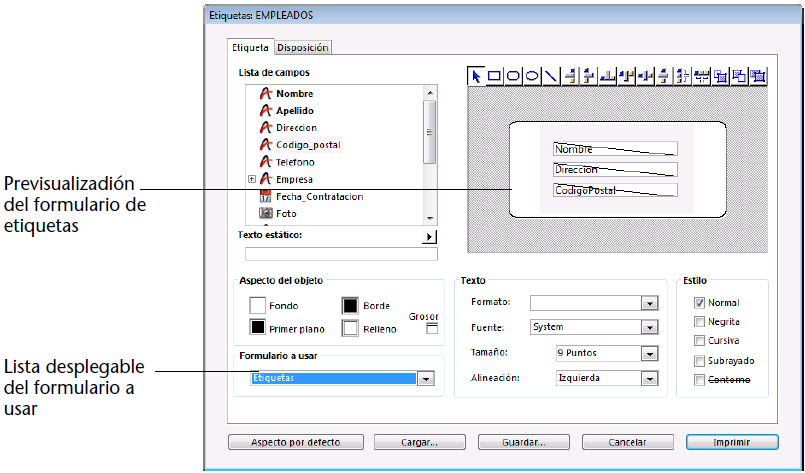 Etiquetas: EMPLEADOS
Etiqueta
Disposición
Lista de campos
Nombre
Apellido
Direccion
Codigo_postal
Telefono
Empresa
Fecha_Contratacion
Foto
Texto estático:
Nombre
Direccion
CodigoPostal
Previsualizadión
del formulario de
etiquetas
Aspecto del objeto
Fondo
Borde
Grosor
Primer plano
Relleno
Formulario a usar
Etiquetas
Lista desplegable
del formulario a
usar
Texto
Formato:
Fuente: System
Tamaño: 9 Puntos
Alineación: Izquierda
Estilo
Normal
Negrita
Cursiva
Subrayado
Contorno
Aspecto por defecto
Cargar...
Guardar...
Cancelar
Imprimir